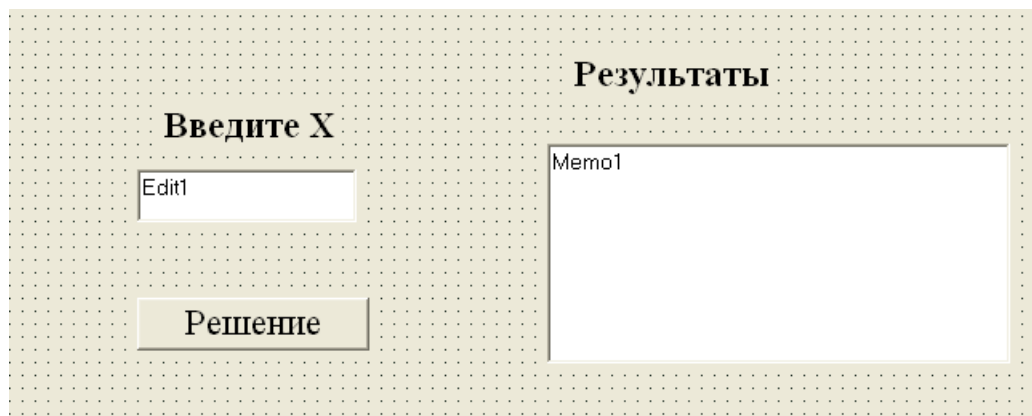 Результаты
Введите X
Memo1
Edit1
Решение